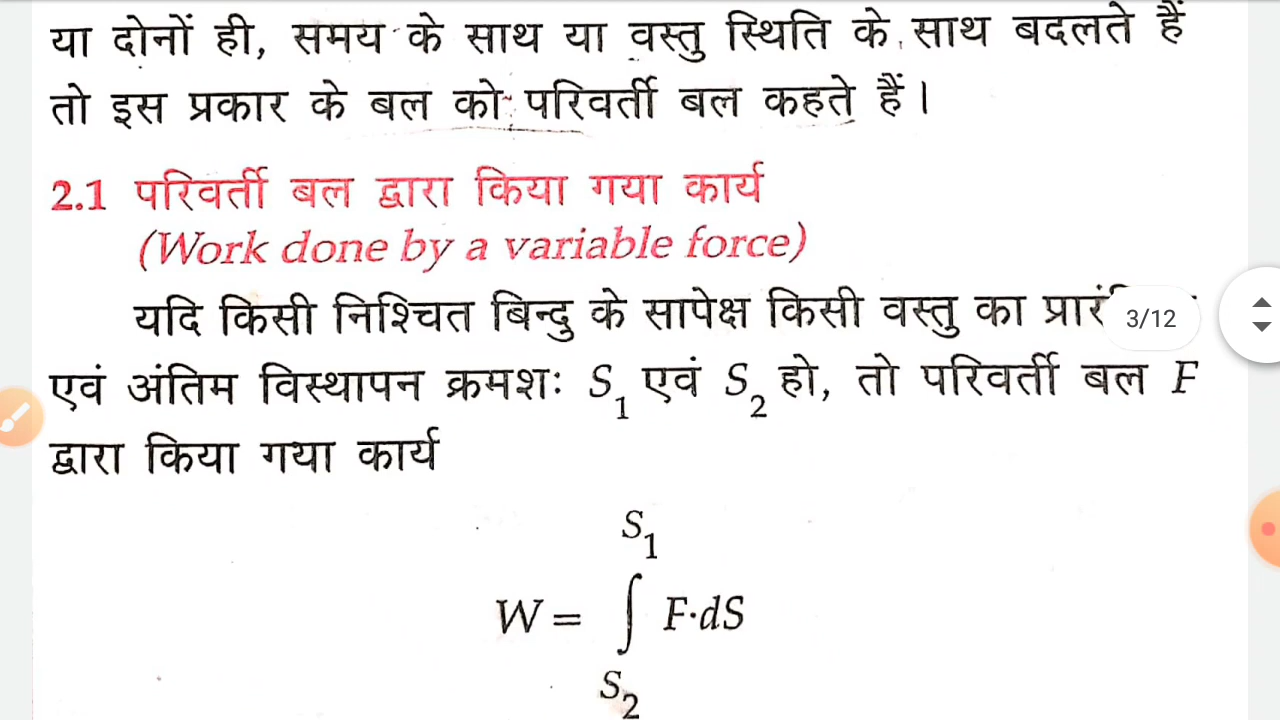 या दोनों ही, समय के साथ या वस्तु स्थिति के साथ बदलते हैं
तो इस प्रकार के बल को परिवर्ती बल कहते हैं।
2.1 परिवर्ती बल द्वारा किया गया कार्य
(Work done by a variable force)
यदि किसी निश्चित बिन्दु के सापेक्ष किसी वस्तु का
3/12
एवं अंतिम विस्थापन क्रमशः S₁ एवं S₂ हो, तो परिवर्ती बल F
द्वारा किया गया कार्य
S₁
W = ∫ F·dS
S₂